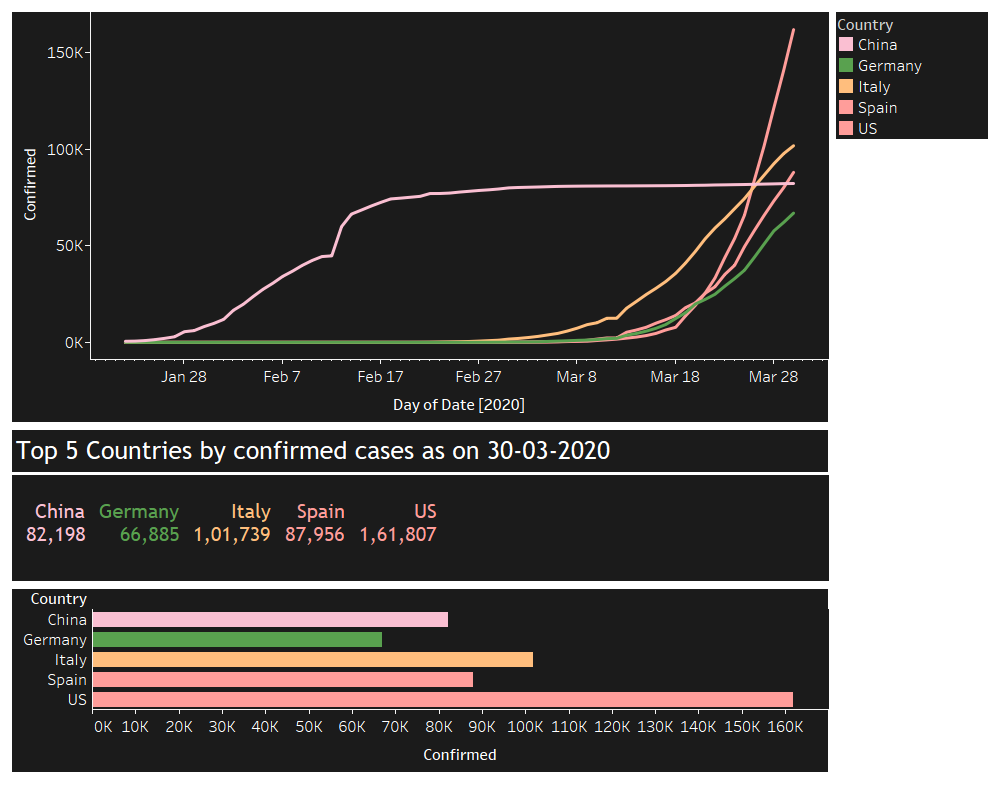 150K
100K
50K
0K
Confirmed
Jan 28 Feb 7 Feb 17 Feb 27 Mar 8 Mar 18 Mar 28
Day of Date [2020]
Country
China
Germany
Italy
Spain
US
Top 5 Countries by confirmed cases as on 30-03-2020
China Germany Italy Spain US
82,198 66,885 1,01,739 87,956 1,61,807
Country
China
Germany
Italy
Spain
US
0K 10K 20K 30K 40K 50K 60K 70K 80K 90K 100K 110K 120K 130K 140K 150K 160K
Confirmed